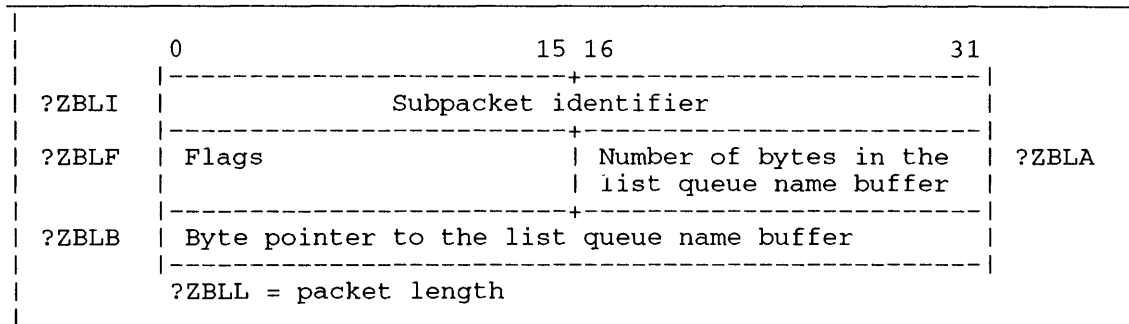 0 15 16 31
?ZBLI Subpacket identifier
?ZBLF Flags Number of bytes in the ?ZBLA
list queue name buffer
?ZBLB Byte pointer to the list queue name buffer
?ZBLL = packet length